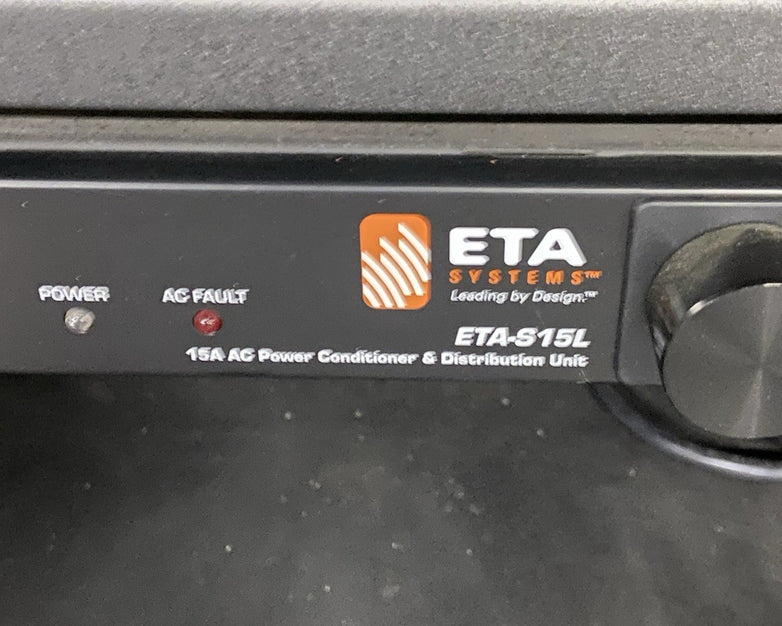 POWER
AC FAULT
ETA
SYSTEMS™
Leading by Design.™
ETA-S15L
15A AC Power Conditioner & Distribution Unit